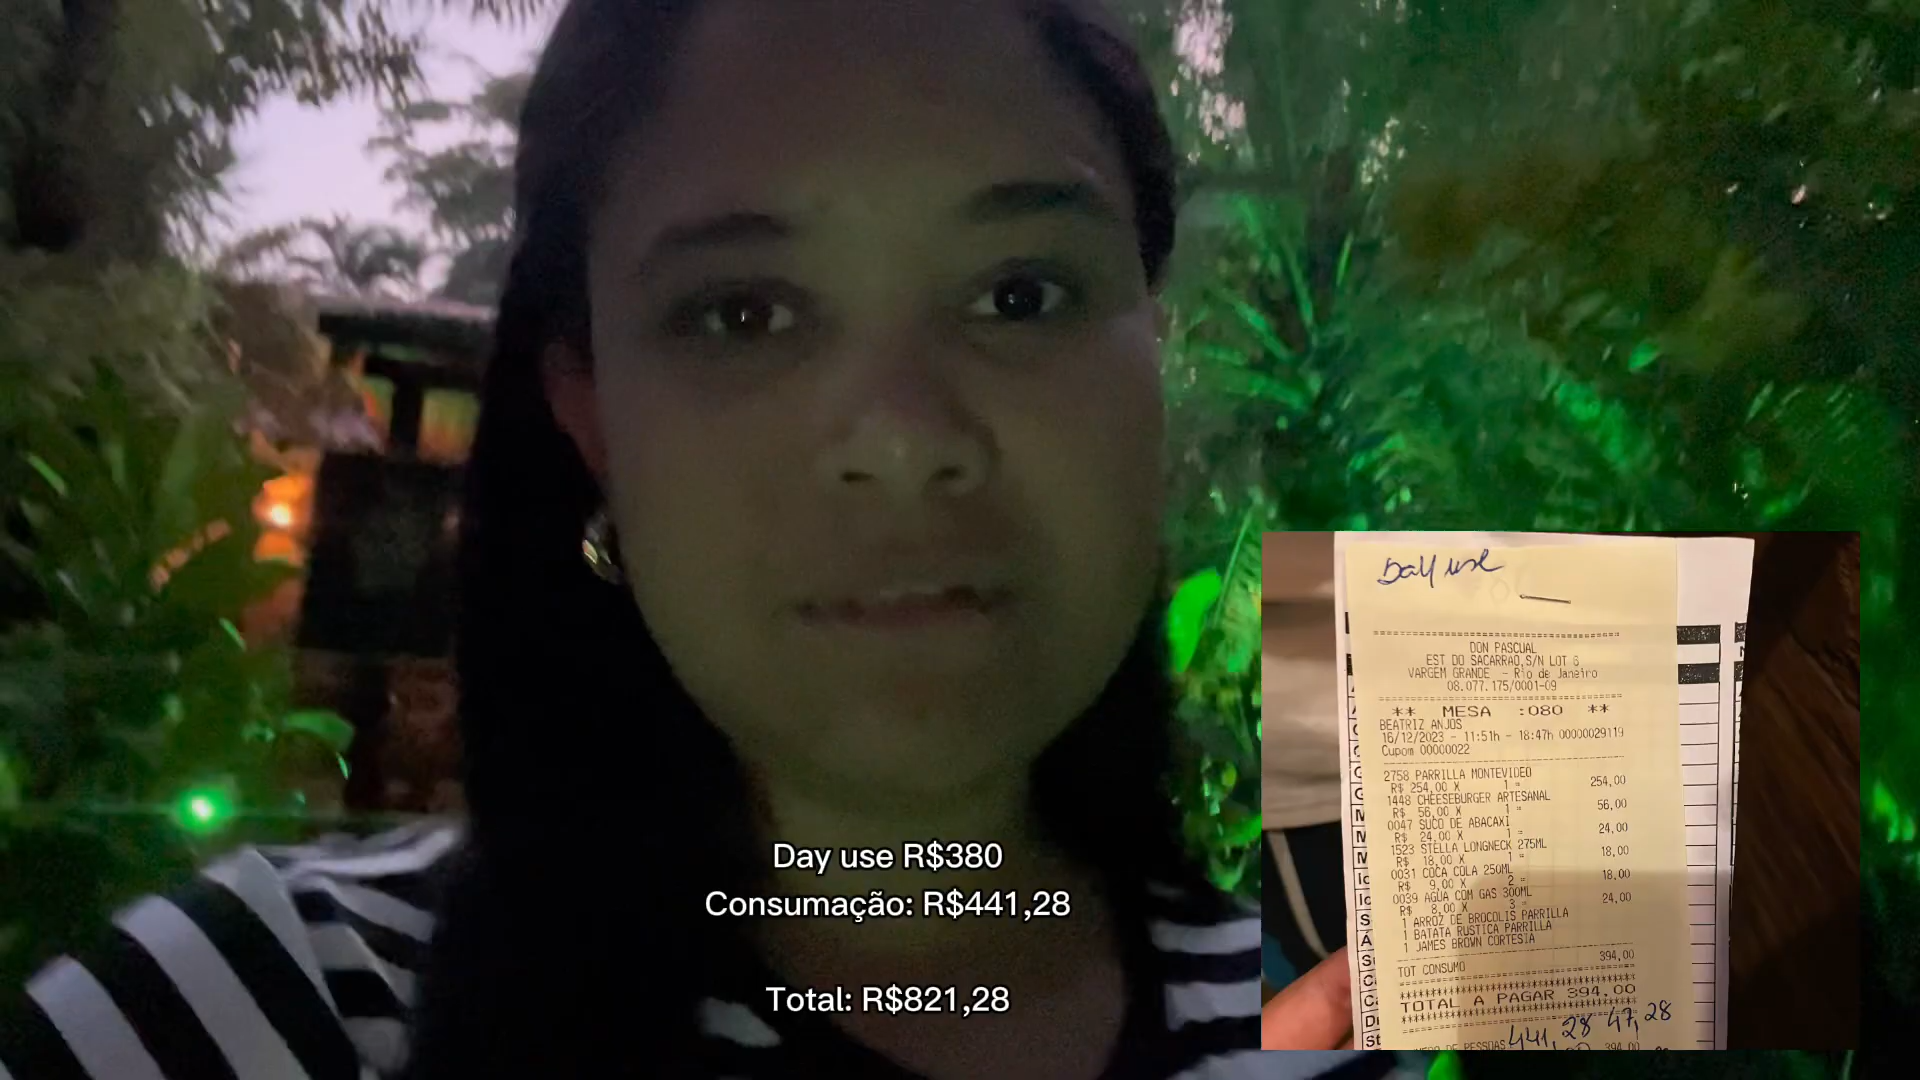 Day use R$380
Consumação: R$441,28
Total: R$821,28
Day use
DON PASCUAL
EST DO SACARRAO,S/N LOT 8
VARGEM GRANDE - Rio de Janeiro
08.077.175/0001-09
** MESA :080 **
BEATRIZ ANJOS
16/12/2023 - 11:51h - 18:47h 00000029119
Cupom 00000022
2758 PARRILLA MONTEVIDEO
R$ 254,00 X 1 = 254,00
1448 CHEESEBURGER ARTESANAL
R$ 56,00 X 1 = 56,00
0047 SUCO DE ABACAXI
R$ 24,00 X 1 = 24,00
1523 STELLA LONGNECK 275ML
R$ 18,00 X 1 = 18,00
0031 COCA COLA 250ML
R$ 9,00 X 2 = 18,00
0039 AGUA COM GAS 300ML
R$ 8,00 X 3 = 24,00
1 ARROZ DE BROCOLIS PARRILLA
1 BATATA RUSTICA PARRILLA
1 JAMES BROWN CORTESIA
TOT CONSUMO 394,00
TOTAL A PAGAR 394,00
441,28 47,28
DE PESSOAS
394,00